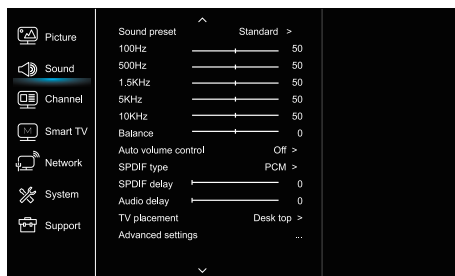 Picture
Sound
Channel
M
Smart TV
Network
System
Support
Sound preset Standard >
100Hz 50
500Hz 50
1.5KHz 50
5KHz 50
10KHz 50
Balance 0
Auto volume control Off >
SPDIF type PCM >
SPDIF delay 0
Audio delay 0
TV placement Desk top >
Advanced settings ...